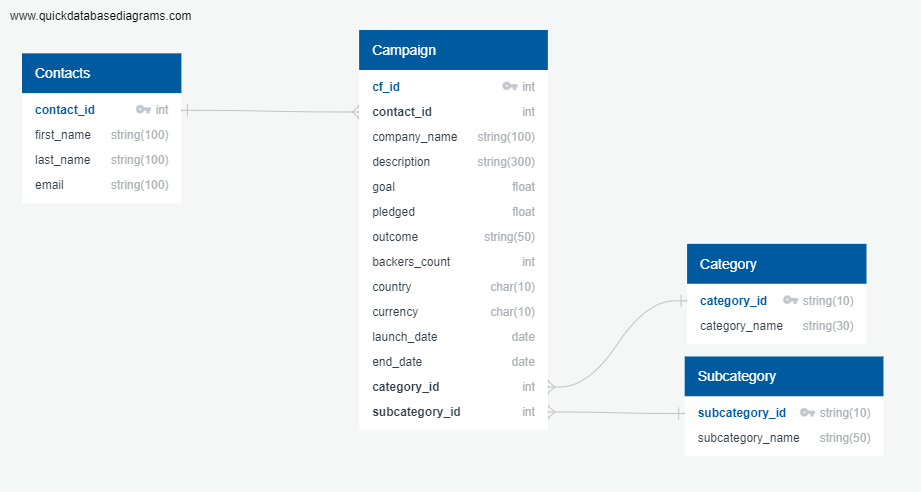 www.quickdatabasediagrams.com
Contacts
contact_id int
first_name string(100)
last_name string(100)
email string(100)
Campaign
cf_id int
contact_id int
company_name string(100)
description string(300)
goal float
pledged float
outcome string(50)
backers_count int
country char(10)
currency char(10)
launch_date date
end_date date
category_id int
subcategory_id int
Category
category_id string(10)
category_name string(30)
Subcategory
subcategory_id string(10)
subcategory_name string(50)